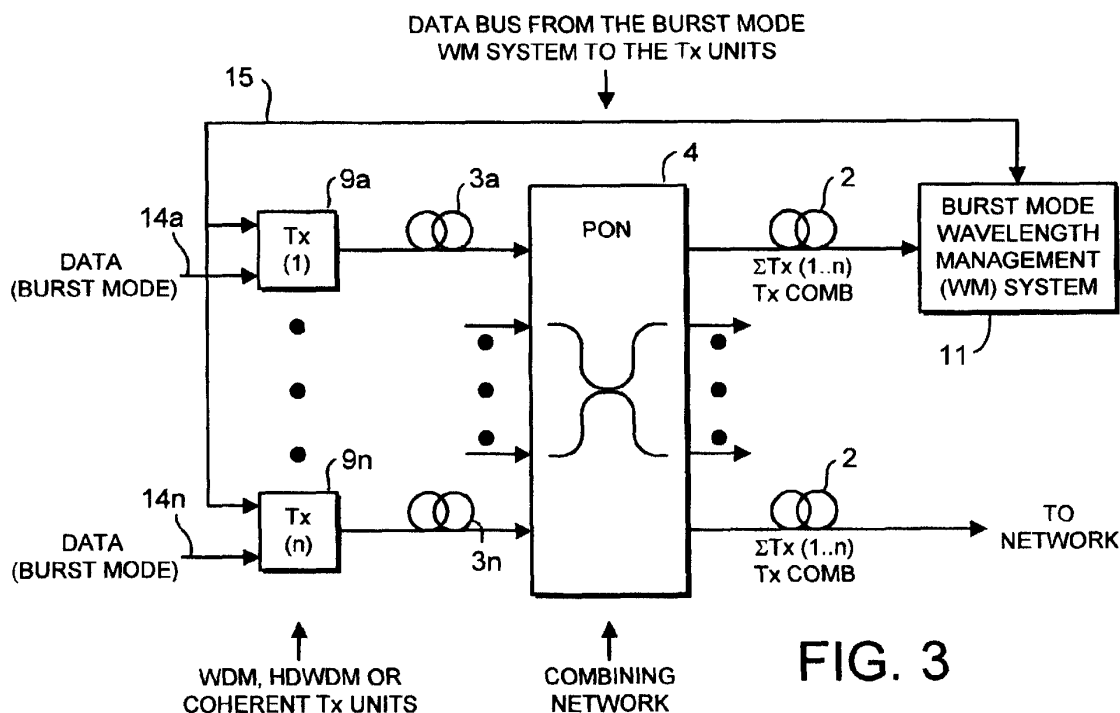 DATA BUS FROM THE BURST MODE
WM SYSTEM TO THE Tx UNITS
15
9a
3a
4
2
14a
Tx
(1)
PON
BURST MODE
WAVELENGTH
MANAGEMENT
(WM) SYSTEM
DATA
(BURST MODE)
ΣTx (1..n)
Tx COMB
11
9n
2
14n
Tx
(n)
3n
DATA
(BURST MODE)
ΣTx (1..n)
Tx COMB
TO
NETWORK
WDM, HDWDM OR
COHERENT Tx UNITS
COMBINING
NETWORK
FIG. 3